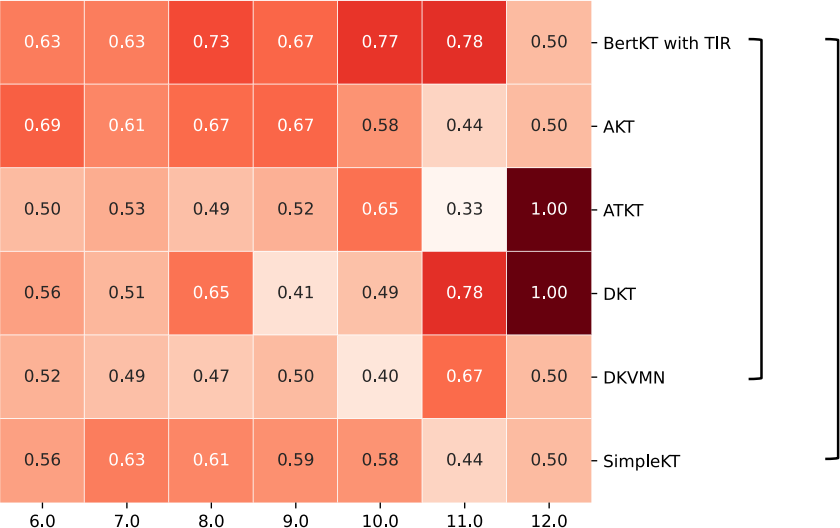 0.63 0.63 0.73 0.67 0.77 0.78 0.50 BertKT with TIR
0.69 0.61 0.67 0.67 0.58 0.44 0.50 AKT
0.50 0.53 0.49 0.52 0.65 0.33 1.00 ATKT
0.56 0.51 0.65 0.41 0.49 0.78 1.00 DKT
0.52 0.49 0.47 0.50 0.40 0.67 0.50 DKVMN
0.56 0.63 0.61 0.59 0.58 0.44 0.50 SimpleKT
6.0 7.0 8.0 9.0 10.0 11.0 12.0